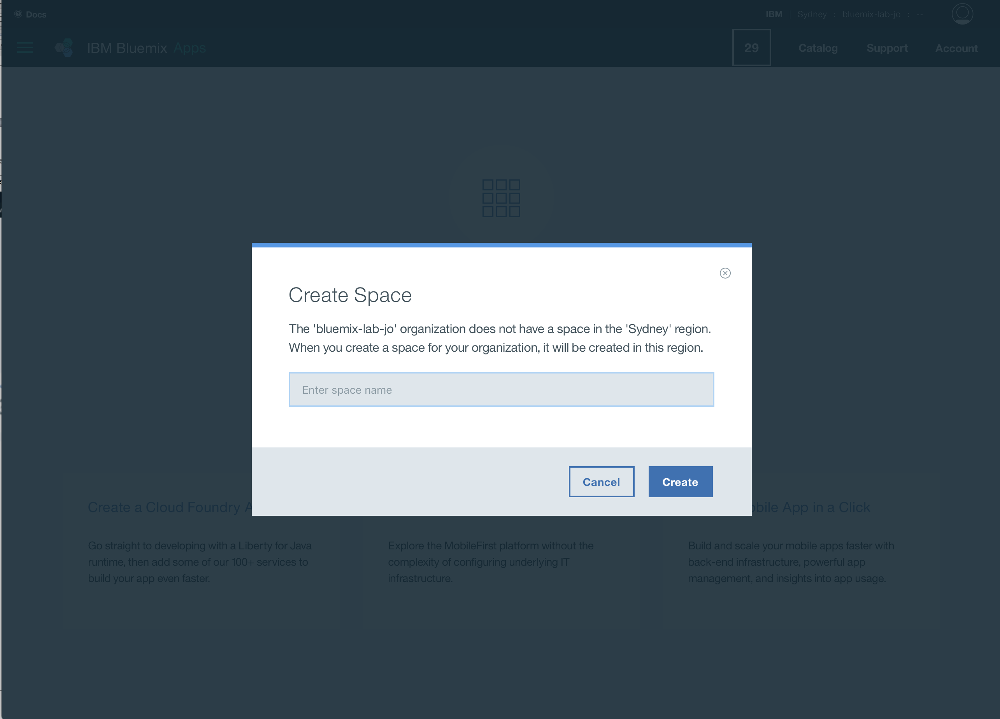 Docs
IBM | Sydney : bluemix-lab-jo : --
IBM Bluemix Apps
29
Catalog
Support
Account
Create Space
The 'bluemix-lab-jo' organization does not have a space in the 'Sydney' region.
When you create a space for your organization, it will be created in this region.
Enter space name
Cancel
Create
Create a Cloud Foundry A
Go straight to developing with a Liberty for Java
runtime, then add some of our 100+ services to
build your app even faster.
Explore the MobileFirst platform without the
complexity of configuring underlying IT
infrastructure.
obile App in a Click
Build and scale your mobile apps faster with
back-end infrastructure, powerful app
management, and insights into app usage.